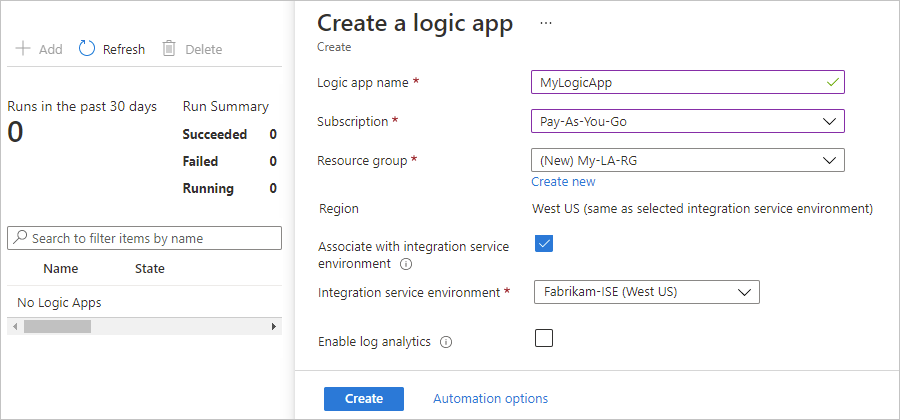 Add Refresh Delete
Runs in the past 30 days
0
Run Summary
Succeeded 0
Failed 0
Running 0
Search to filter items by name
Name State
No Logic Apps
Create a logic app ...
Create
Logic app name * MyLogicApp
Subscription * Pay-As-You-Go
Resource group * (New) My-LA-RG
Create new
Region West US (same as selected integration service environment)
Associate with integration service
environment
Integration service environment * Fabrikam-ISE (West US)
Enable log analytics
Create Automation options